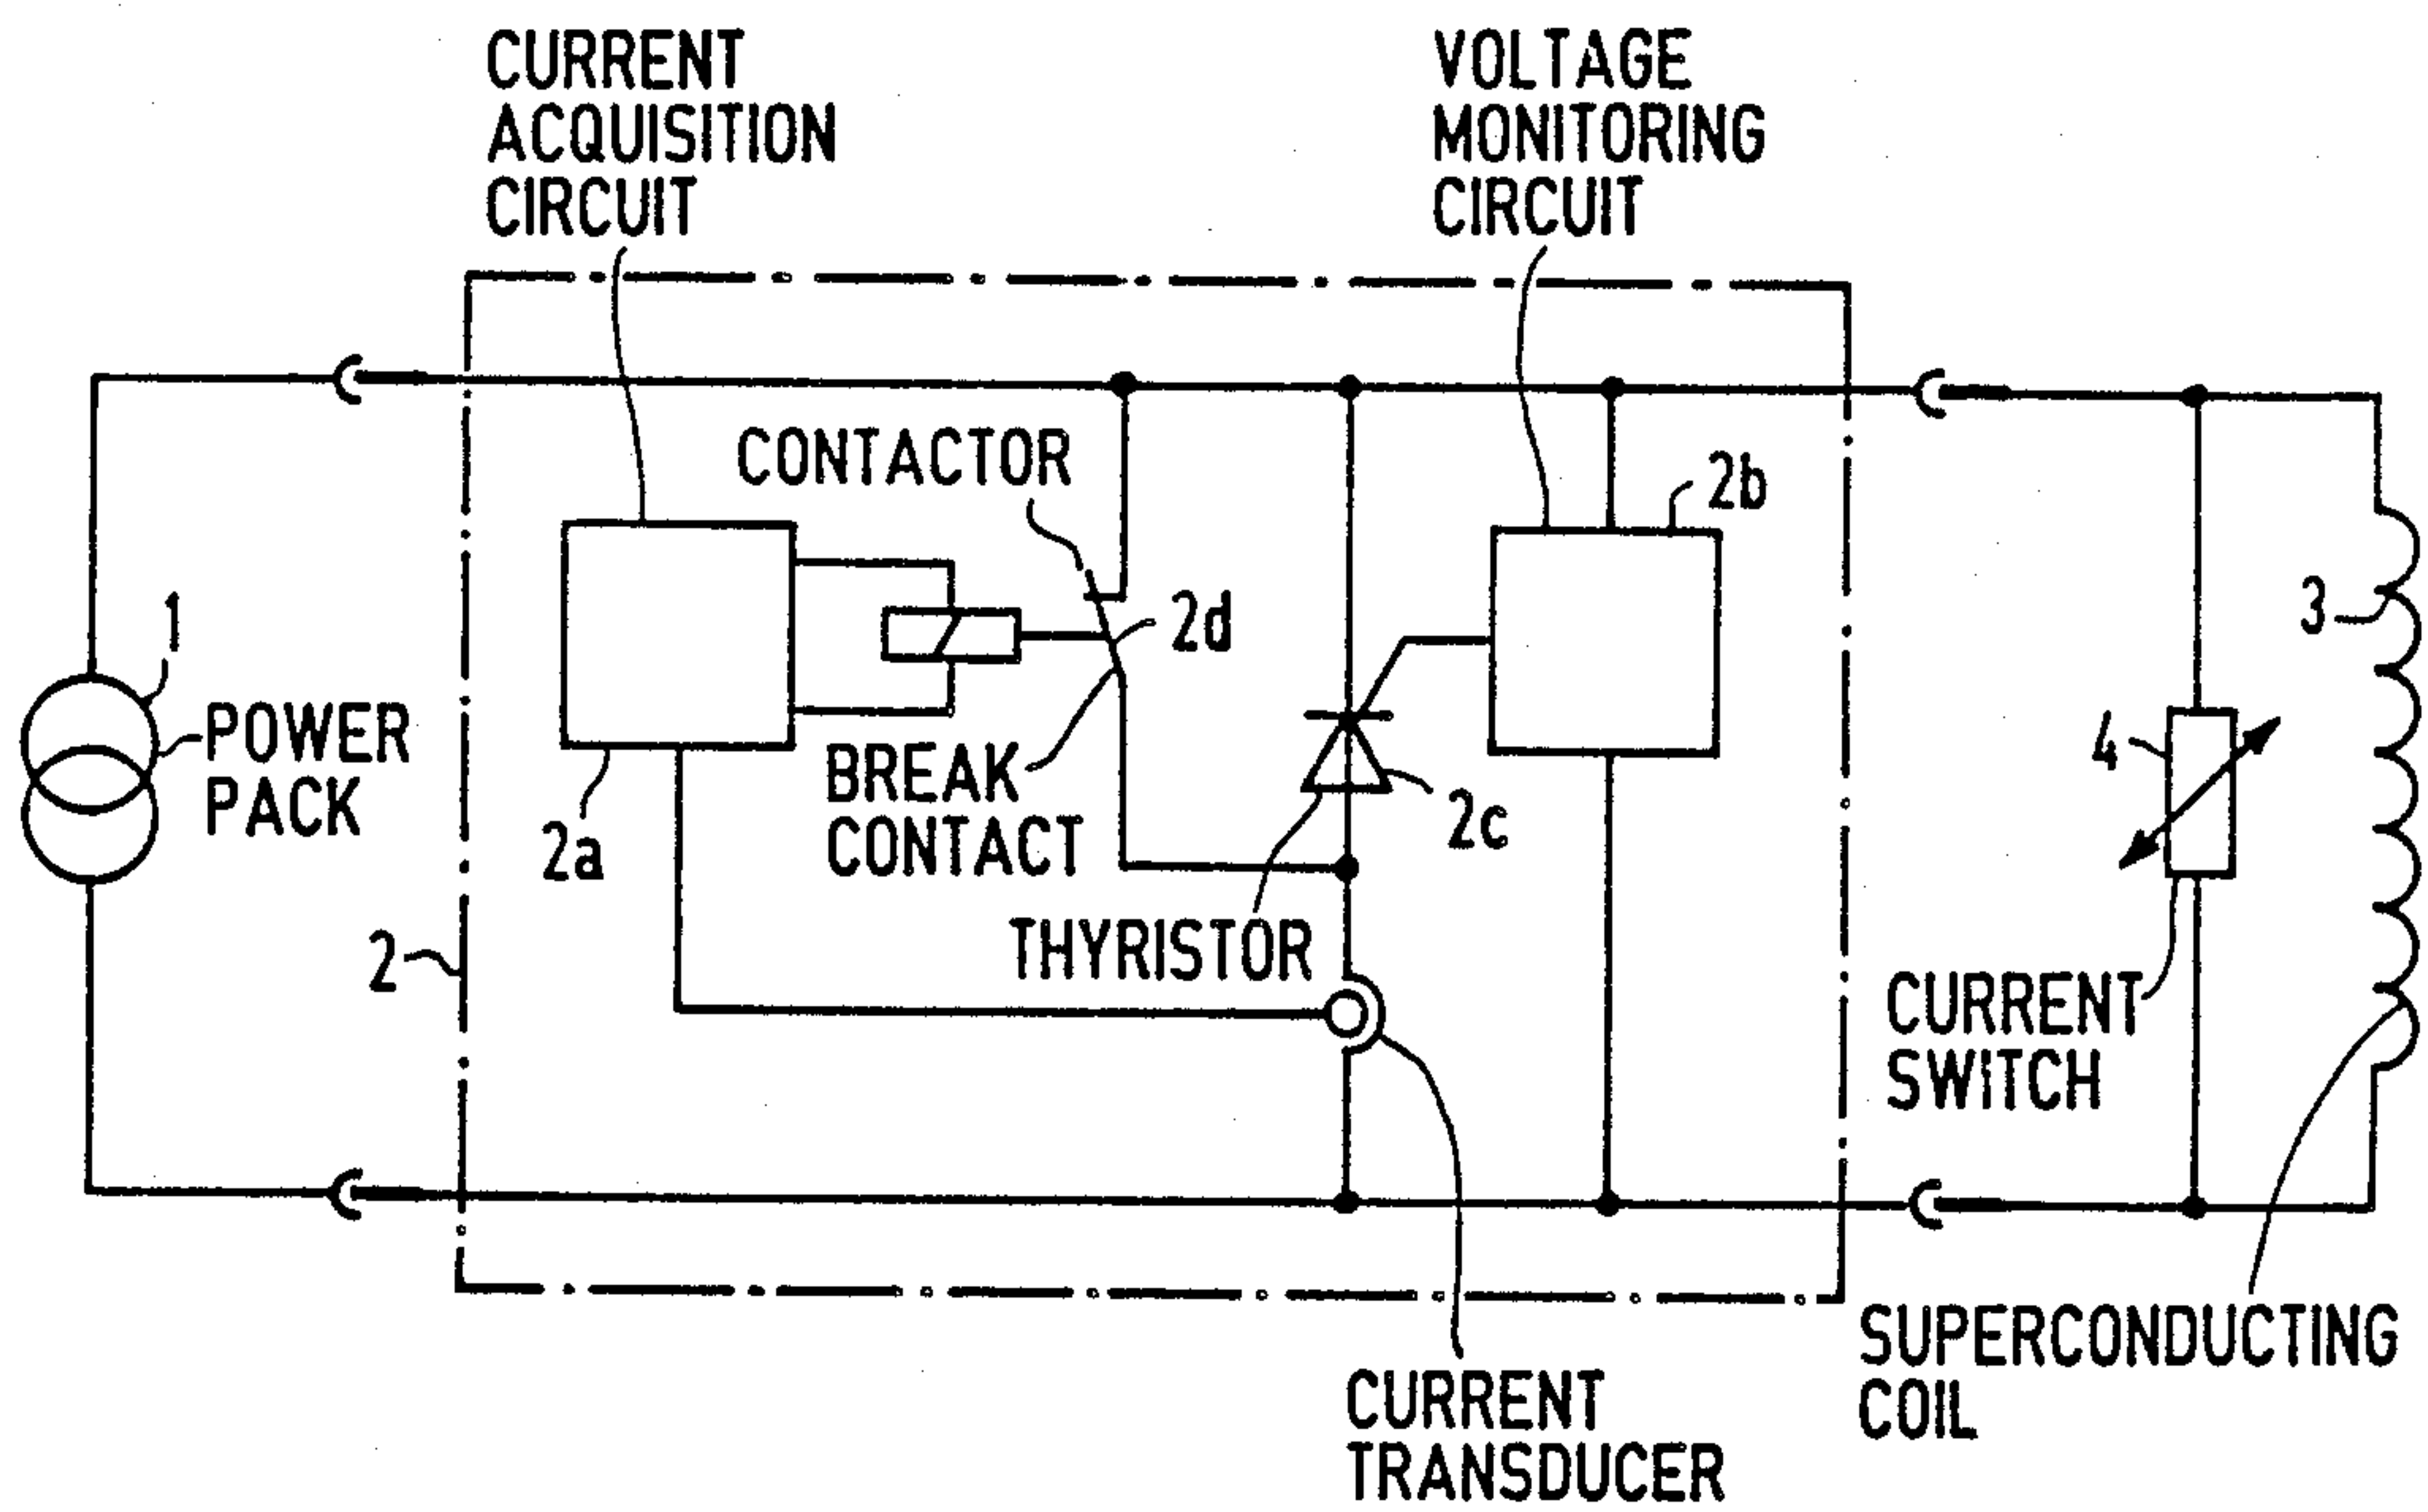 CURRENT
ACQUISITION
CIRCUIT
VOLTAGE
MONITORING
CIRCUIT
CONTACTOR
2b
1
2d
3
POWER
PACK
BREAK
CONTACT
4
2a
2c
THYRISTOR
2
CURRENT
SWITCH
SUPERCONDUCTING
COIL
CURRENT
TRANSDUCER